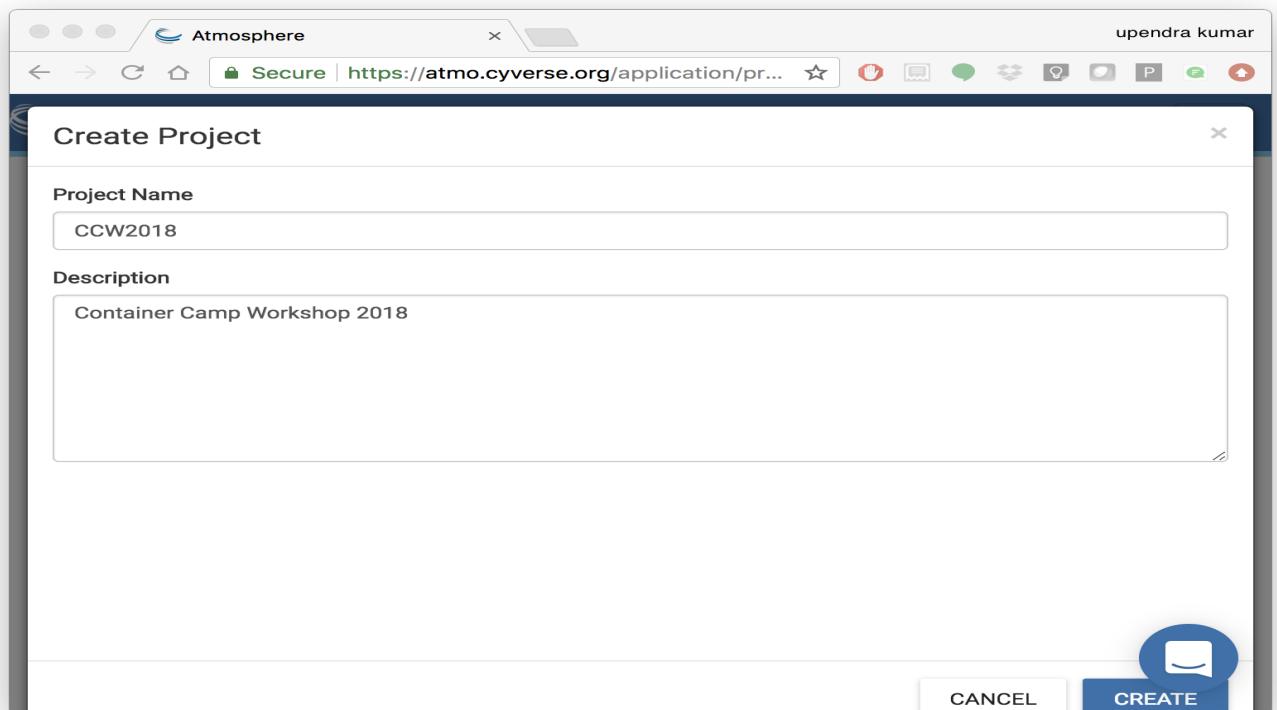 Atmosphere
upendra kumar
Secure https://atmo.cyverse.org/application/pr...
P
Create Project
Project Name
CCW2018
Description
Container Camp Workshop 2018
CANCEL
CREATE